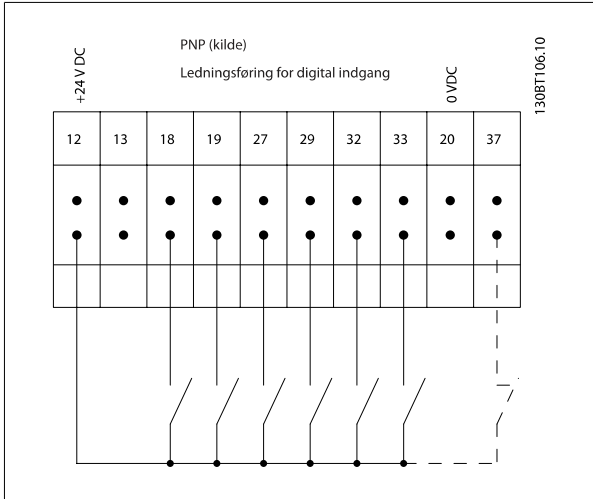 PNP (kilde)
Ledningsføring for digital indgang
+24 V DC
0 VDC
130BT106.10
12 13 18 19 27 29 32 33 20 37